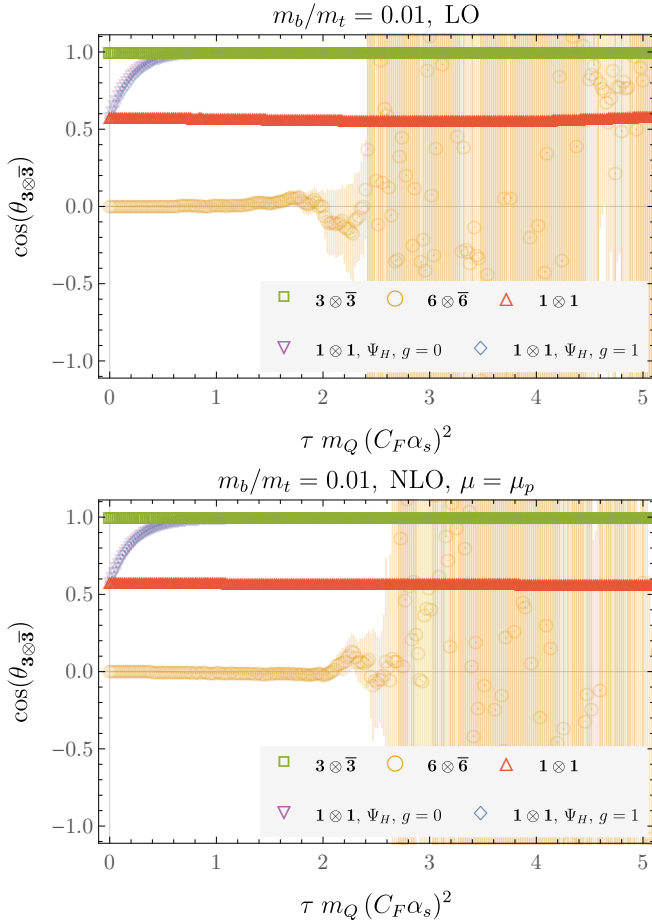 m_b/m_t = 0.01, LO
cos(θ_{3⊗3̅})
1.0
0.5
0.0
−0.5
−1.0
3 ⊗ 3̅ 6 ⊗ 6̅ 1 ⊗ 1
1 ⊗ 1, Ψ_H, g = 0 1 ⊗ 1, Ψ_H, g = 1
0 1 2 3 4 5
τ m_Q (C_F α_s)^2
m_b/m_t = 0.01, NLO, μ = μ_p
cos(θ_{3⊗3̅})
1.0
0.5
0.0
−0.5
−1.0
3 ⊗ 3̅ 6 ⊗ 6̅ 1 ⊗ 1
1 ⊗ 1, Ψ_H, g = 0 1 ⊗ 1, Ψ_H, g = 1
0 1 2 3 4 5
τ m_Q (C_F α_s)^2